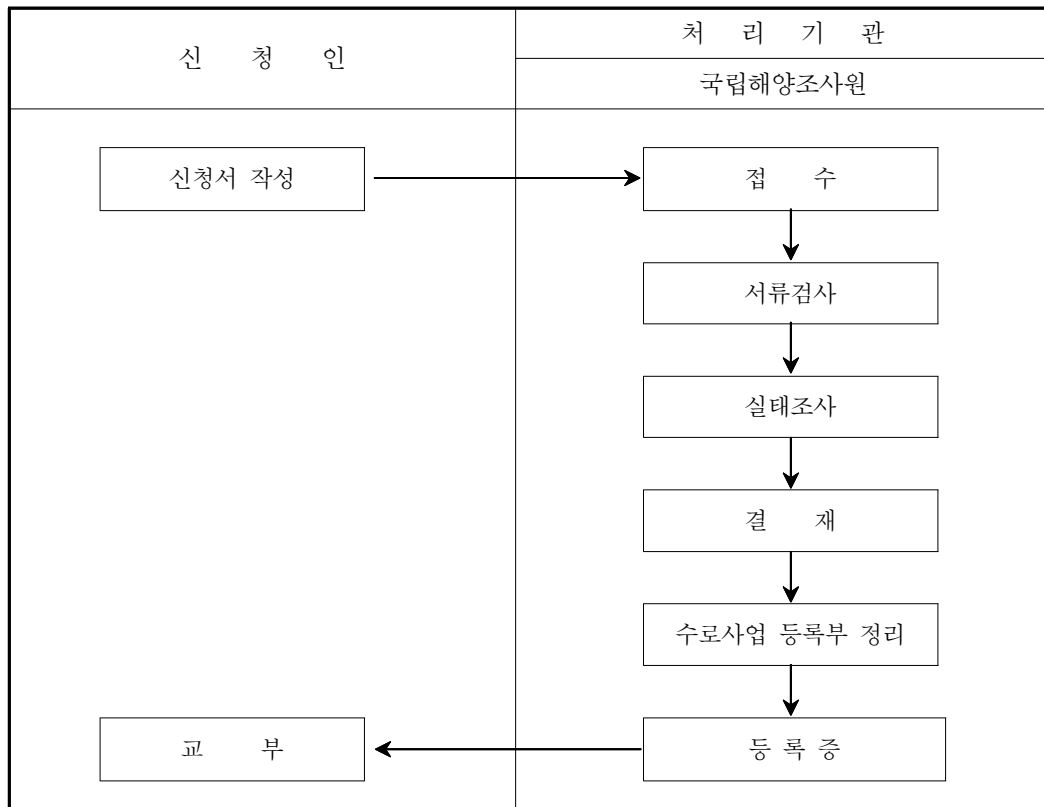 신 청 인
처 리 기 관
국립해양조사원
신청서 작성
접 수
서류검사
실태조사
결 재
수로사업 등록부 정리
교 부
등 록 증